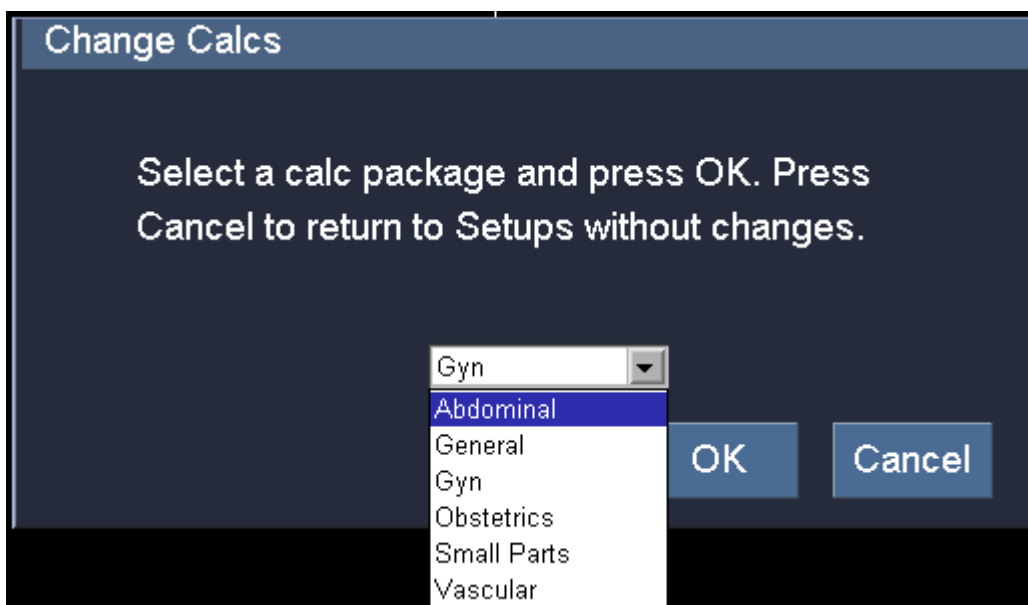 Change Calcs
Select a calc package and press OK. Press
Cancel to return to Setups without changes.
Gyn
Abdominal
General
Gyn
Obstetrics
Small Parts
Vascular
OK
Cancel